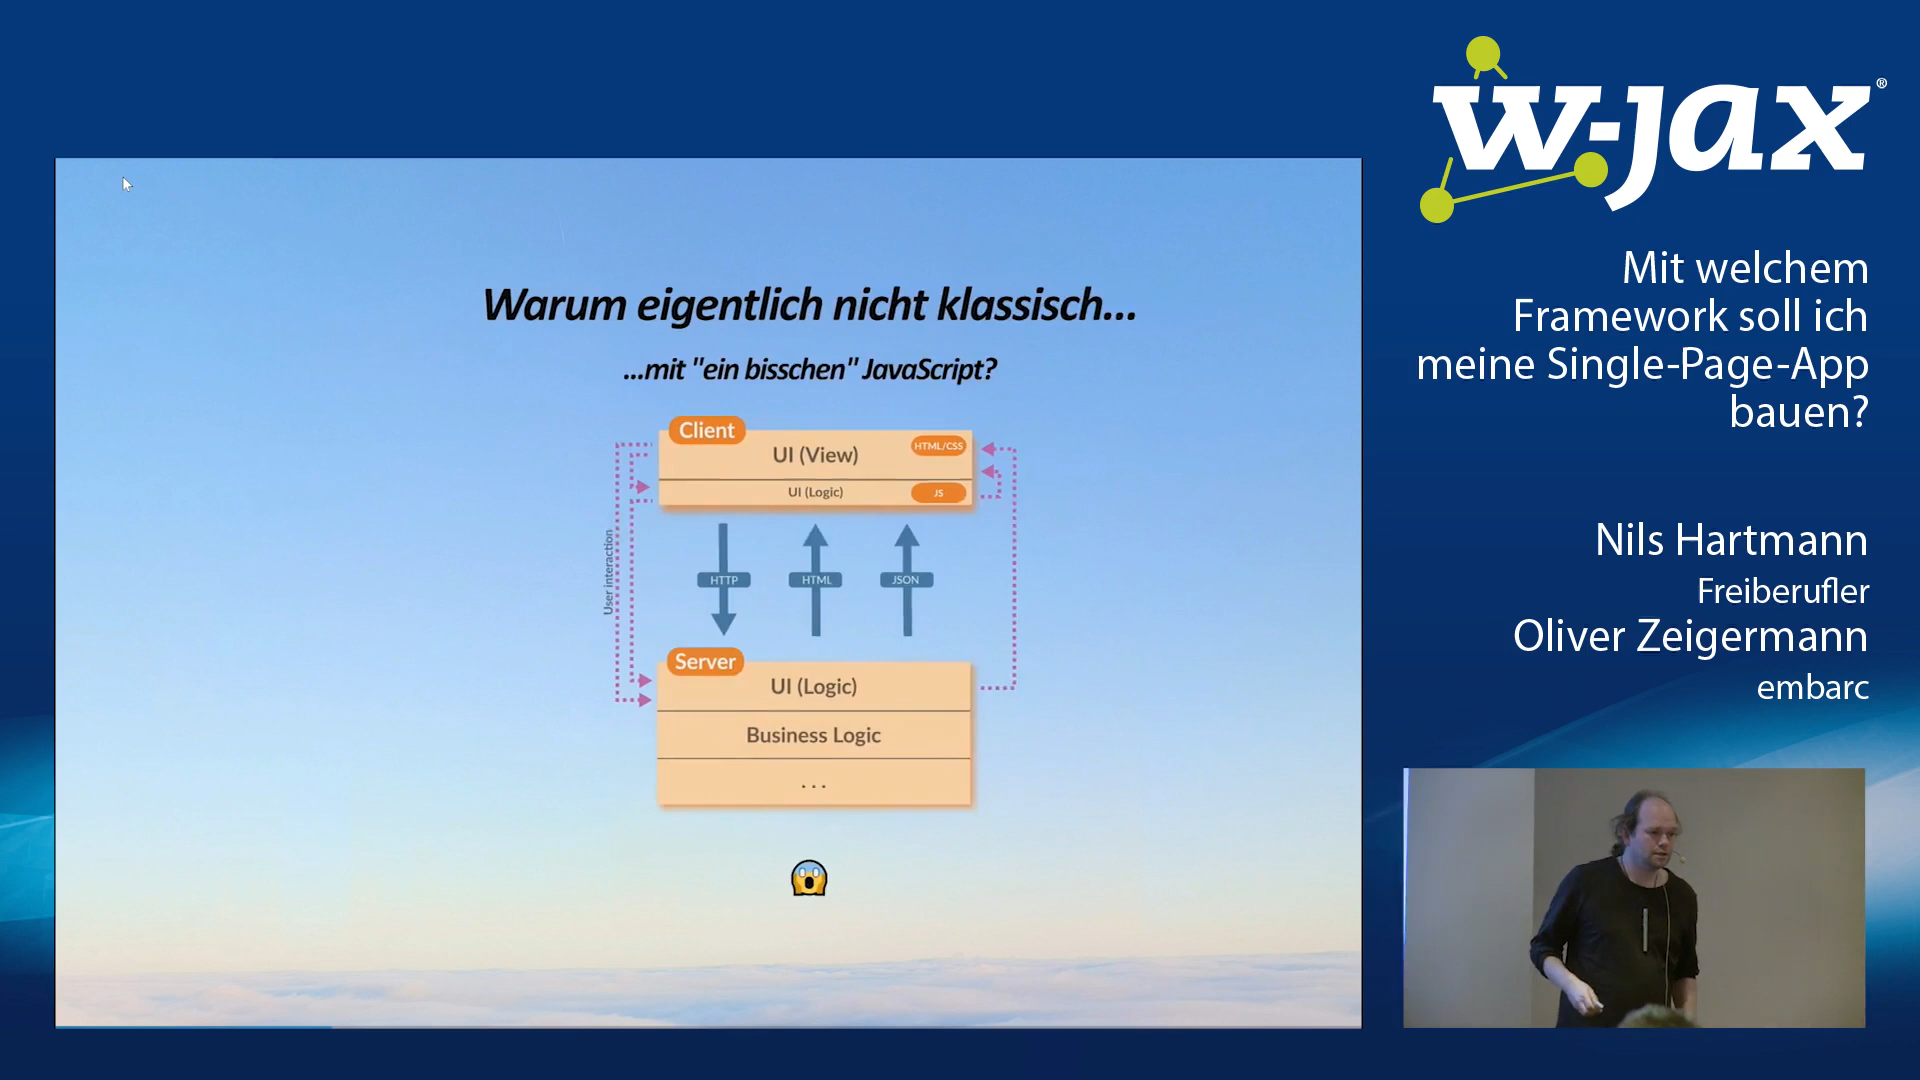 w-jax®
Mit welchem
Framework soll ich
meine Single-Page-App
bauen?
Nils Hartmann
Freiberufler
Oliver Zeigermann
embarc
Warum eigentlich nicht klassisch...
...mit "ein bisschen" JavaScript?
Client
UI (View)
HTML/CSS
UI (Logic)
JS
User interaction
HTTP
HTML
JSON
Server
UI (Logic)
Business Logic
...